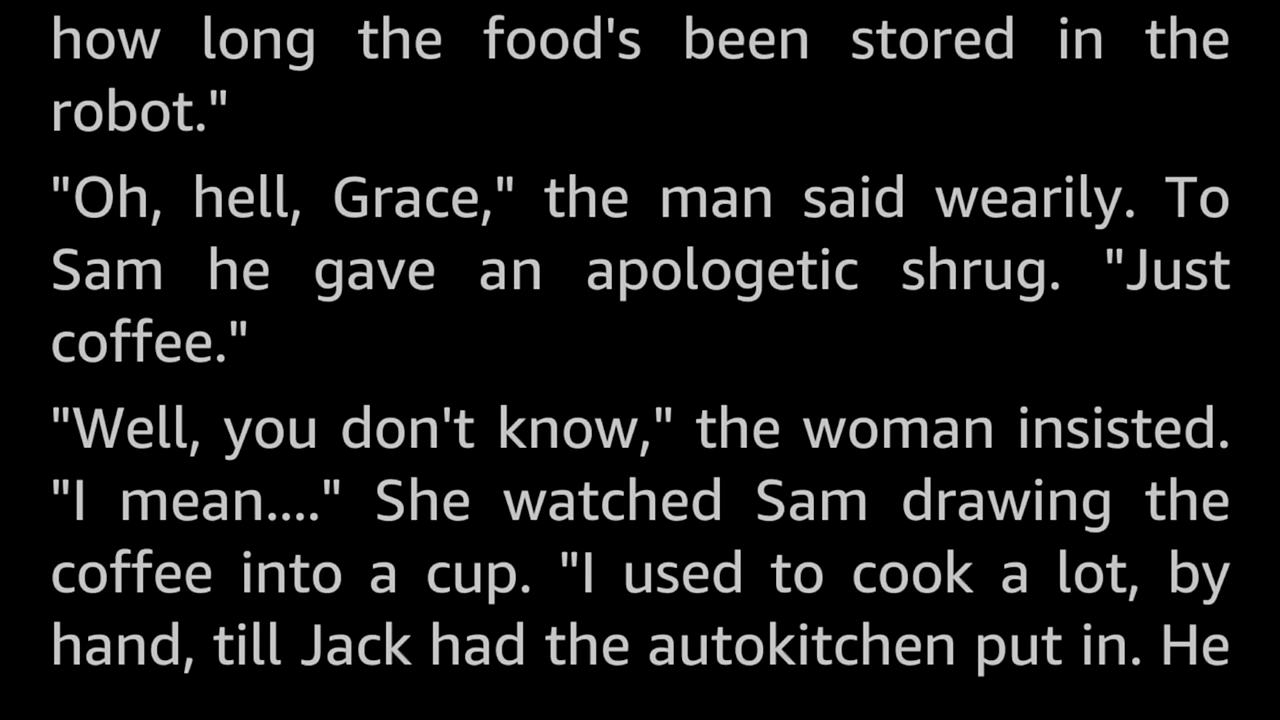 how long the food's been stored in the
robot."
"Oh, hell, Grace," the man said wearily. To
Sam he gave an apologetic shrug. "Just
coffee."
"Well, you don't know," the woman insisted.
"I mean...." She watched Sam drawing the
coffee into a cup. "I used to cook a lot, by
hand, till Jack had the autokitchen put in. He